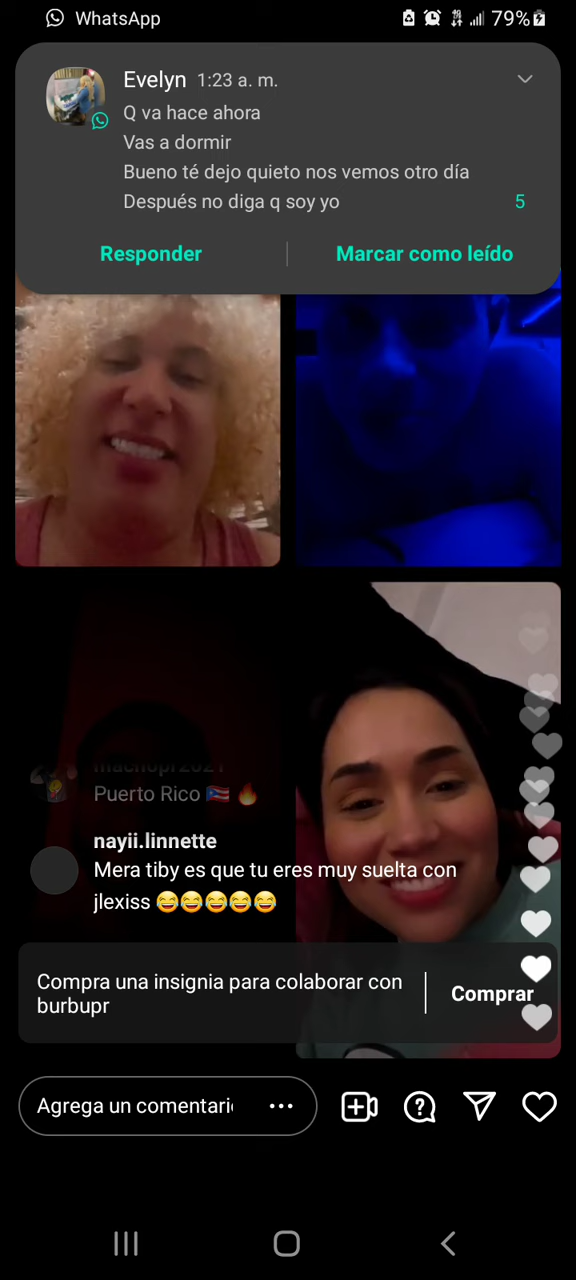 WhatsApp
79%
Evelyn 1:23 a. m.
Q va hace ahora
Vas a dormir
Bueno té dejo quieto nos vemos otro día
Después no diga q soy yo 5
Responder Marcar como leído
machopr2021
Puerto Rico 🇵🇷 🔥
nayii.linnette
Mera tiby es que tu eres muy suelta con
jlexiss 😂😂😂😂😂
Compra una insignia para colaborar con
burbupr
Comprar
Agrega un comentari